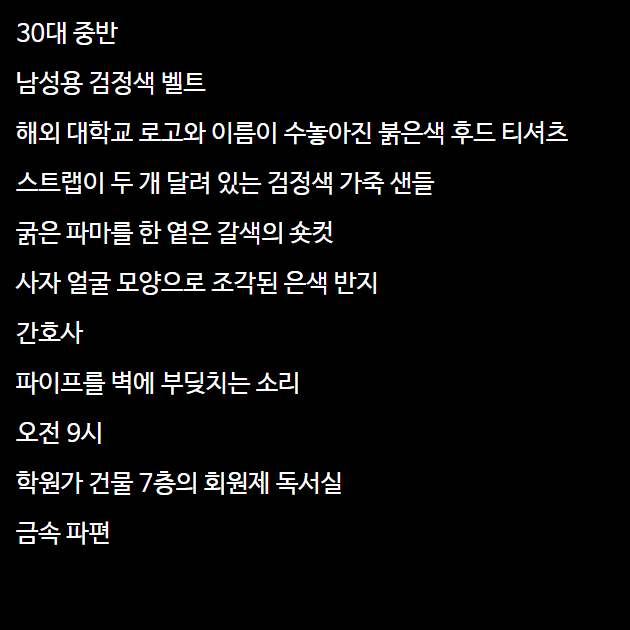 30대 중반
남성용 검정색 벨트
해외 대학교 로고와 이름이 수놓아진 붉은색 후드 티셔츠
스트랩이 두 개 달려 있는 검정색 가죽 샌들
굵은 파마를 한 옅은 갈색의 숏컷
사자 얼굴 모양으로 조각된 은색 반지
간호사
파이프를 벽에 부딪치는 소리
오전 9시
학원가 건물 7층의 회원제 독서실
금속 파편